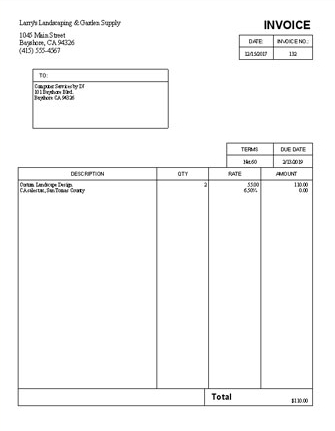 Larry's Landscaping & Garden Supply
INVOICE
1045 Main Street
Bayshore, CA 94326
(415) 555-4567
DATE: INVOICE NO.:
12/15/2017 132
TO:
Computer Services by DJ
101 Bayshore Blvd.
Bayshore CA 94326
TERMS DUE DATE
Net 60 2/13/2019
DESCRIPTION QTY RATE AMOUNT
Custom Landscape Design 2 55.00 110.00
CA sales tax, San Tomas County 6.50% 0.00
Total $110.00